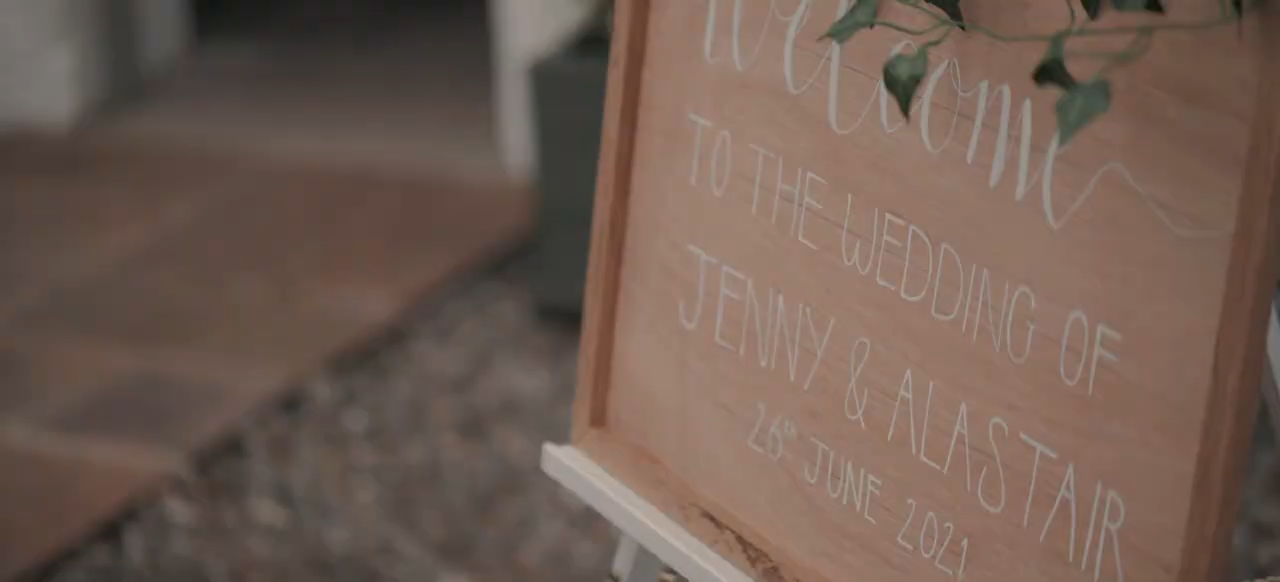 Welcome
TO THE WEDDING OF
JENNY & ALASTAIR
26th JUNE 2021